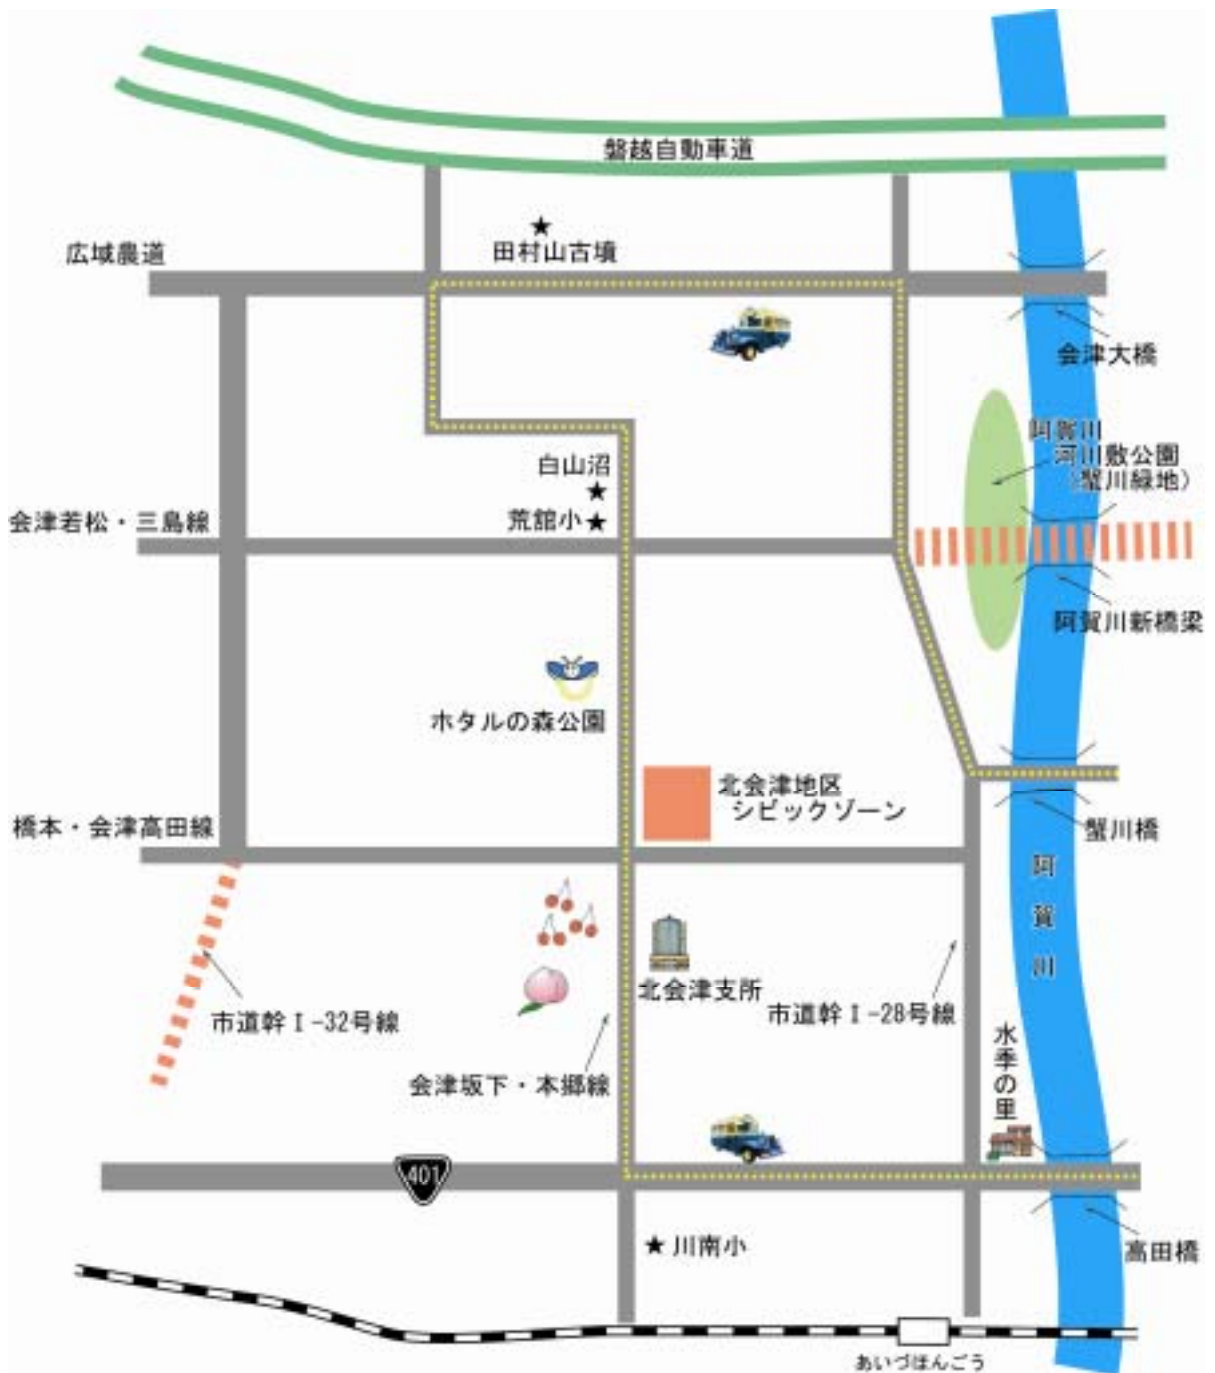 磐越自動車道
田村山古墳
広域農道
会津大橋
阿賀川
河川敷公園
(蟹川緑地)
白山沼
荒舘小
会津若松・三島線
阿賀川新橋梁
ホタルの森公園
北会津地区
シビックゾーン
橋本・会津高田線
蟹川橋
阿賀川
北会津支所
市道幹Ⅰ-28号線
市道幹Ⅰ-32号線
水季の里
会津坂下・本郷線
401
川南小
高田橋
あいづほんごう